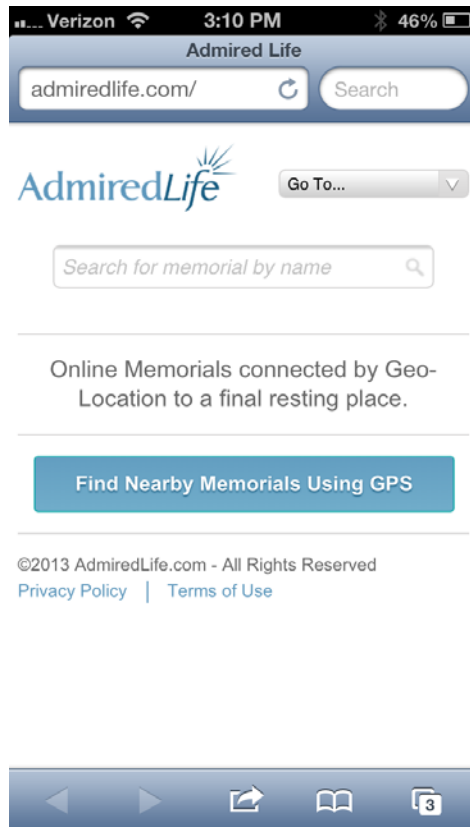 Verizon 3:10 PM 46%
Admired Life
admiredlife.com/ Search
AdmiredLife Go To...
Search for memorial by name
Online Memorials connected by Geo-
Location to a final resting place.
Find Nearby Memorials Using GPS
©2013 AdmiredLife.com - All Rights Reserved
Privacy Policy | Terms of Use
3